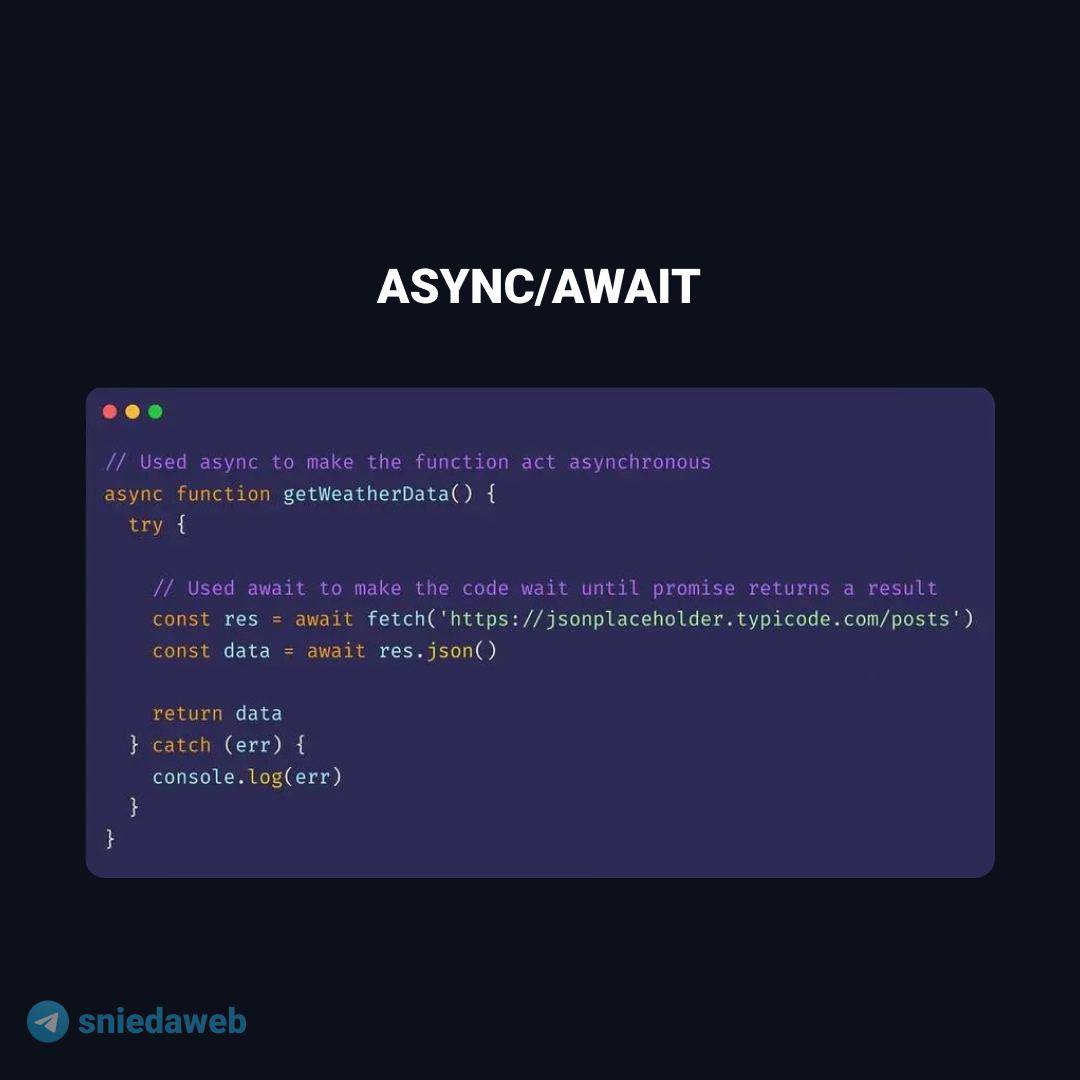 ASYNC/AWAIT
// Used async to make the function act asynchronous
async function getWeatherData() {
  try {
    // Used await to make the code wait until promise returns a result
    const res = await fetch('https://jsonplaceholder.typicode.com/posts')
    const data = await res.json()
    return data
  } catch (err) {
    console.log(err)
  }
}
sniedaweb